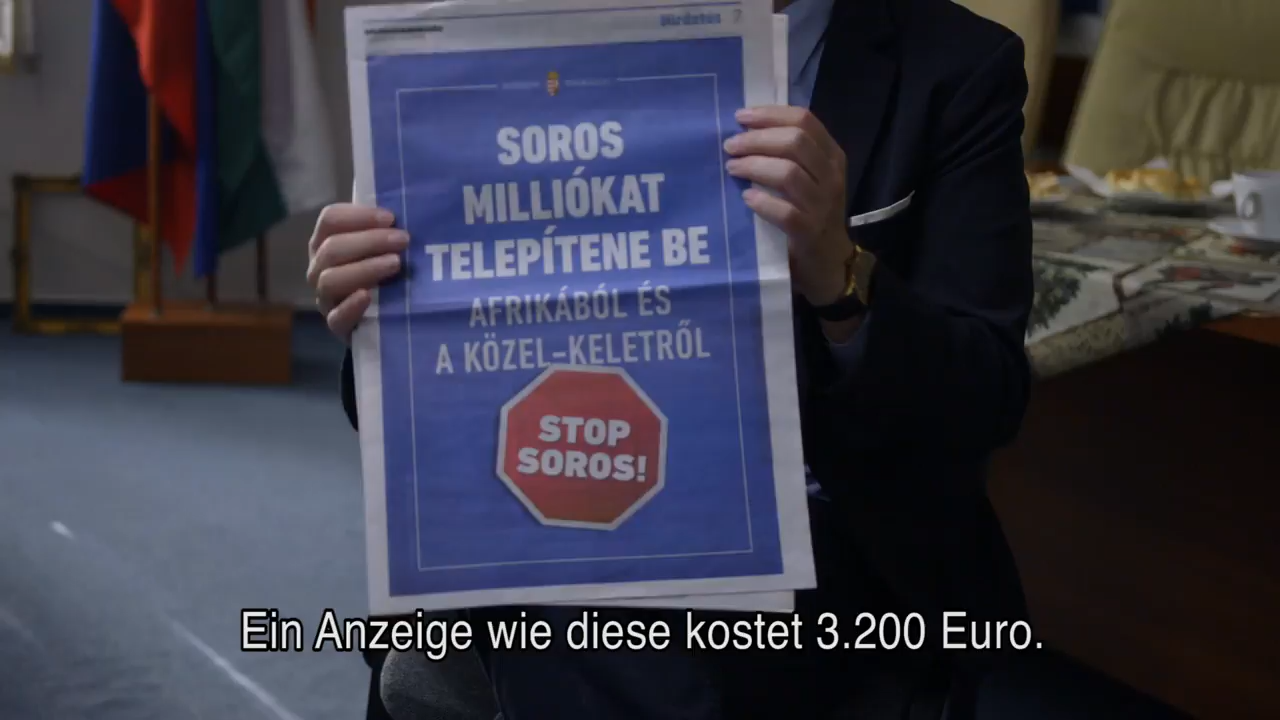 Hirdetés 7
SOROS
MILLIÓKAT
TELEPÍTENE BE
AFRIKÁBÓL ÉS
A KÖZEL-KELETRŐL
STOP
SOROS!
Ein Anzeige wie diese kostet 3.200 Euro.